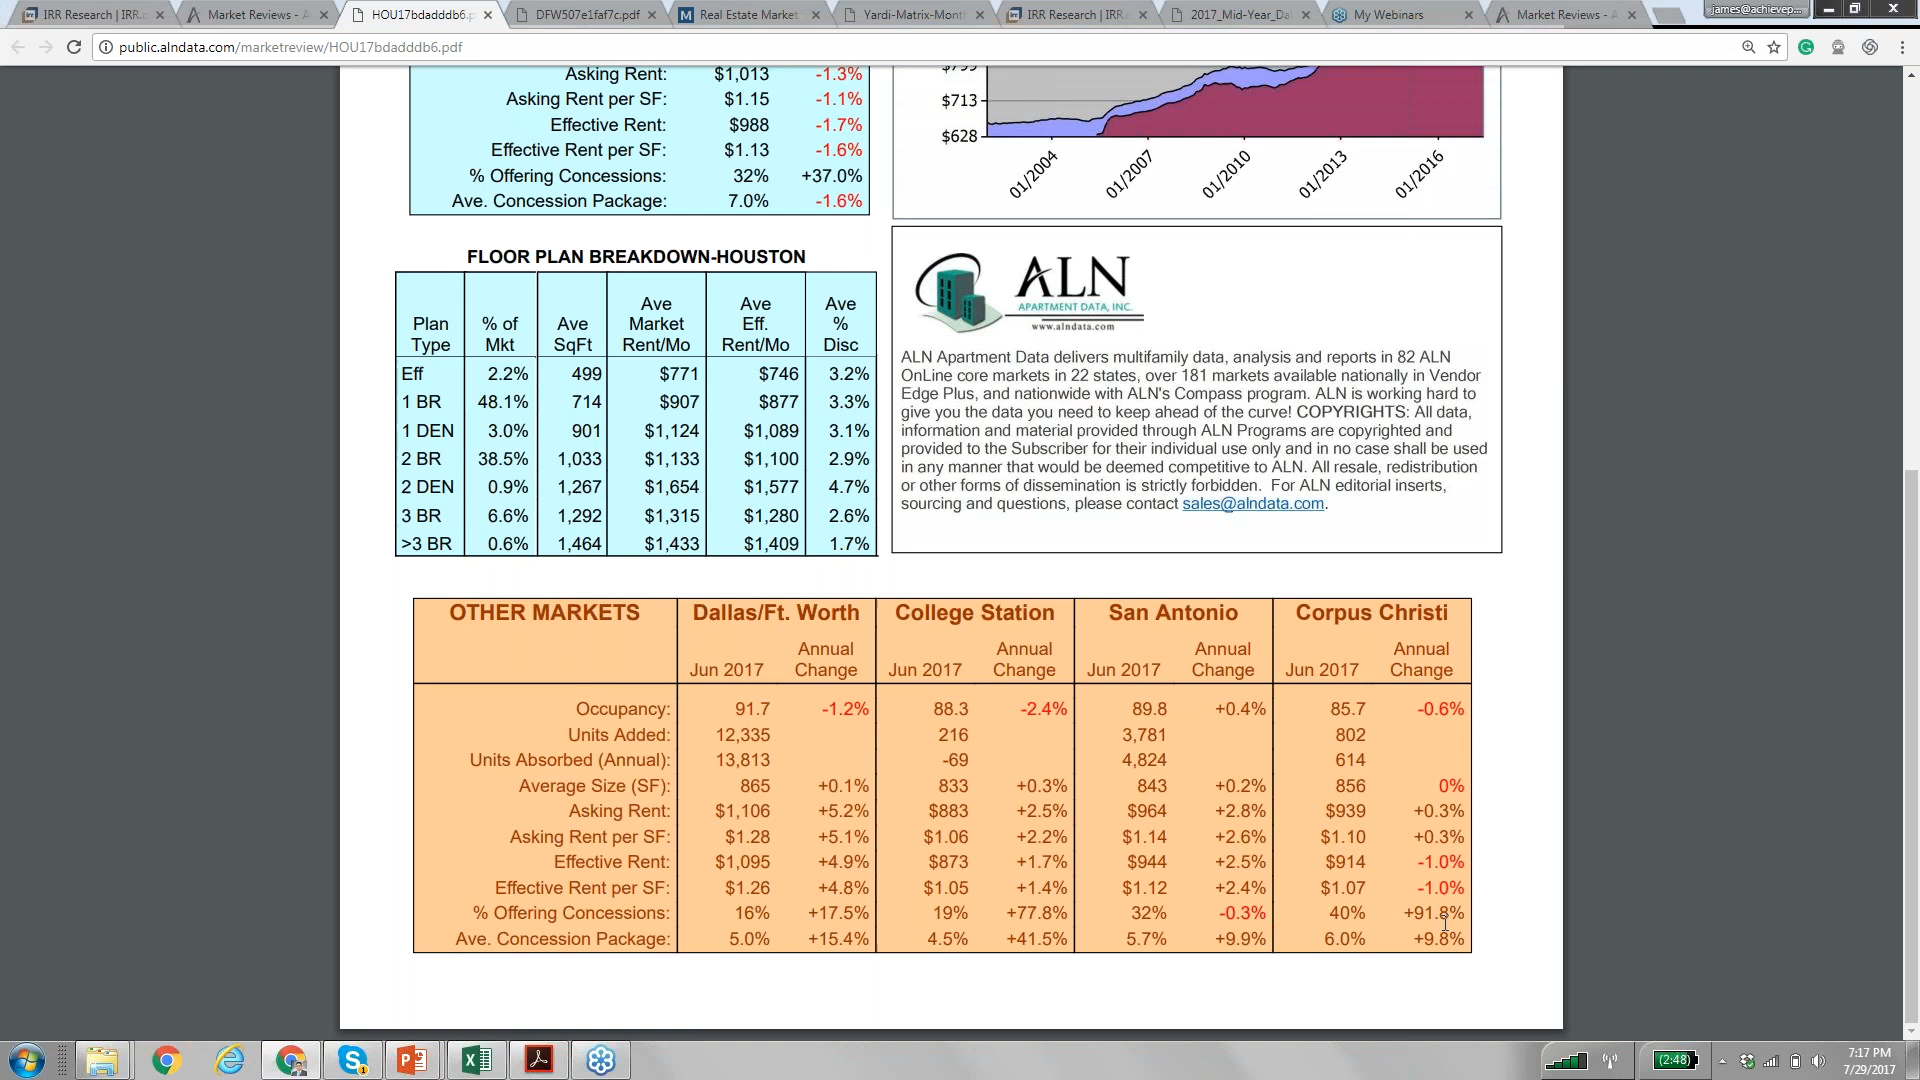 IRR Research | IRR.
Market Reviews - A
HOU17bdadddb6.p
DFW507e1faf7c.pdf
Real Estate Market
Yardi-Matrix-Mont
IRR Research | IRR.
2017_Mid-Year_Da
My Webinars
Market Reviews - A
james@achievep...
public.alndata.com/marketreview/HOU17bdadddb6.pdf
Asking Rent: $1,013 -1.3%
Asking Rent per SF: $1.15 -1.1%
Effective Rent: $988 -1.7%
Effective Rent per SF: $1.13 -1.6%
% Offering Concessions: 32% +37.0%
Ave. Concession Package: 7.0% -1.6%
$713
$628
01/2004 01/2007 01/2010 01/2013 01/2016
FLOOR PLAN BREAKDOWN-HOUSTON
Plan Type % of Mkt Ave SqFt Ave Market Rent/Mo Ave Eff. Rent/Mo Ave % Disc
Eff 2.2% 499 $771 $746 3.2%
1 BR 48.1% 714 $907 $877 3.3%
1 DEN 3.0% 901 $1,124 $1,089 3.1%
2 BR 38.5% 1,033 $1,133 $1,100 2.9%
2 DEN 0.9% 1,267 $1,654 $1,577 4.7%
3 BR 6.6% 1,292 $1,315 $1,280 2.6%
>3 BR 0.6% 1,464 $1,433 $1,409 1.7%
ALN
APARTMENT DATA, INC.
www.alndata.com
ALN Apartment Data delivers multifamily data, analysis and reports in 82 ALN
OnLine core markets in 22 states, over 181 markets available nationally in Vendor
Edge Plus, and nationwide with ALN's Compass program. ALN is working hard to
give you the data you need to keep ahead of the curve! COPYRIGHTS: All data,
information and material provided through ALN Programs are copyrighted and
provided to the Subscriber for their individual use only and in no case shall be used
in any manner that would be deemed competitive to ALN. All resale, redistribution
or other forms of dissemination is strictly forbidden. For ALN editorial inserts,
sourcing and questions, please contact sales@alndata.com.
OTHER MARKETS Dallas/Ft. Worth College Station San Antonio Corpus Christi
Jun 2017 Annual Change Jun 2017 Annual Change Jun 2017 Annual Change Jun 2017 Annual Change
Occupancy: 91.7 -1.2% 88.3 -2.4% 89.8 +0.4% 85.7 -0.6%
Units Added: 12,335 216 3,781 802
Units Absorbed (Annual): 13,813 -69 4,824 614
Average Size (SF): 865 +0.1% 833 +0.3% 843 +0.2% 856 0%
Asking Rent: $1,106 +5.2% $883 +2.5% $964 +2.8% $939 +0.3%
Asking Rent per SF: $1.28 +5.1% $1.06 +2.2% $1.14 +2.6% $1.10 +0.3%
Effective Rent: $1,095 +4.9% $873 +1.7% $944 +2.5% $914 -1.0%
Effective Rent per SF: $1.26 +4.8% $1.05 +1.4% $1.12 +2.4% $1.07 -1.0%
% Offering Concessions: 16% +17.5% 19% +77.8% 32% -0.3% 40% +91.8%
Ave. Concession Package: 5.0% +15.4% 4.5% +41.5% 5.7% +9.9% 6.0% +9.8%
(2:48)
7:17 PM
7/29/2017